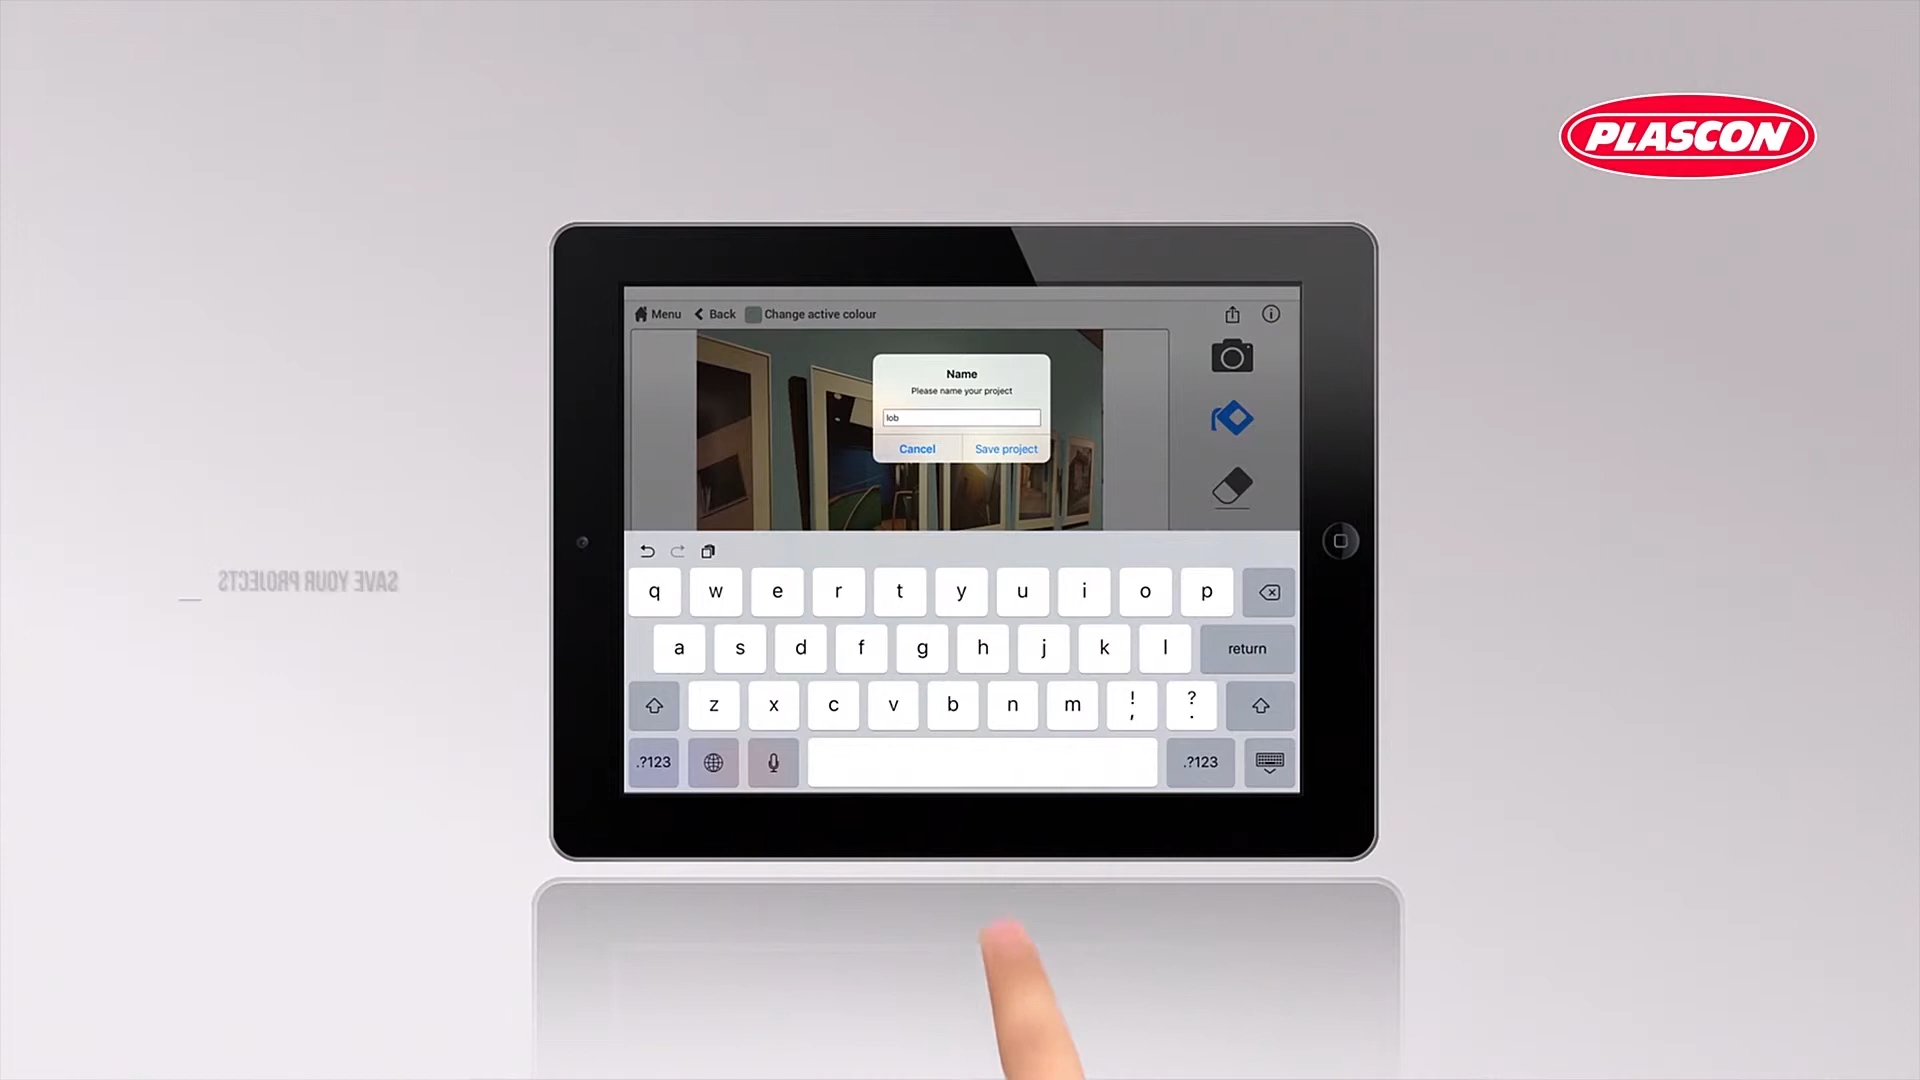 PLASCON
Menu
Back
Change active colour
Name
Please name your project
lob
Cancel
Save project
SAVE YOUR PROJECTS
q w e r t y u i o p
a s d f g h j k l
return
z x c v b n m ! , ? .
.?123
.?123